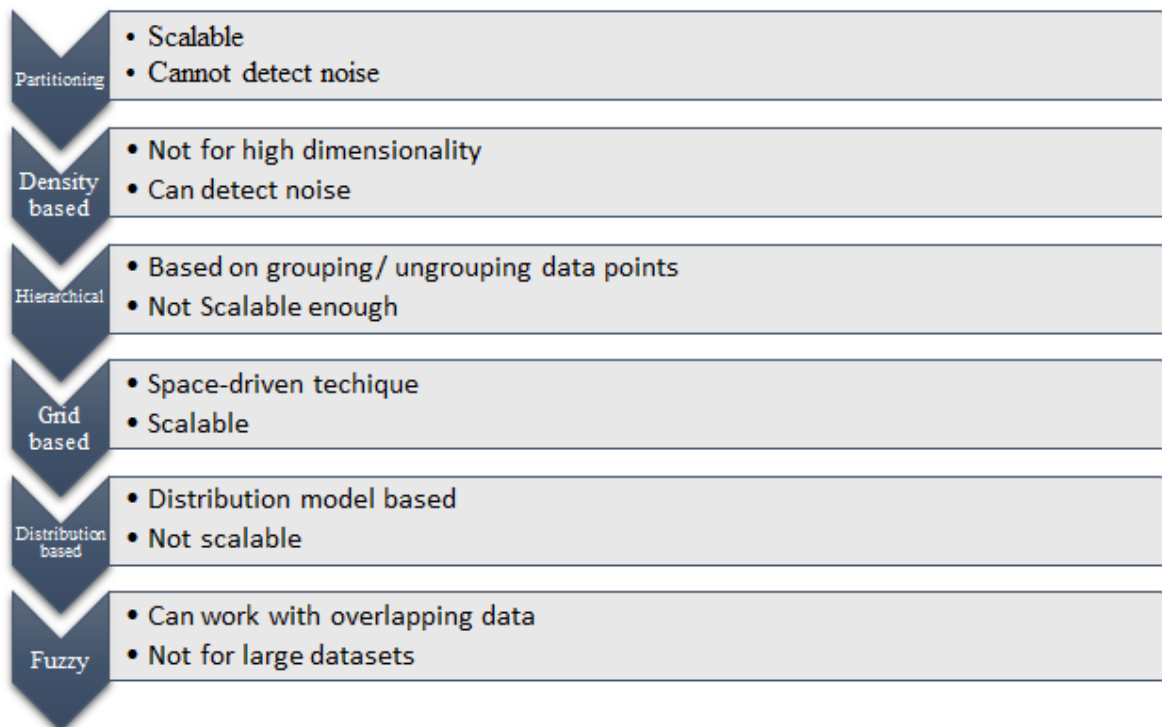 Partitioning
• Scalable
• Cannot detect noise
Density
based
• Not for high dimensionality
• Can detect noise
Hierarchical
• Based on grouping/ ungrouping data points
• Not Scalable enough
Grid
based
• Space-driven techique
• Scalable
Distribution
based
• Distribution model based
• Not scalable
Fuzzy
• Can work with overlapping data
• Not for large datasets